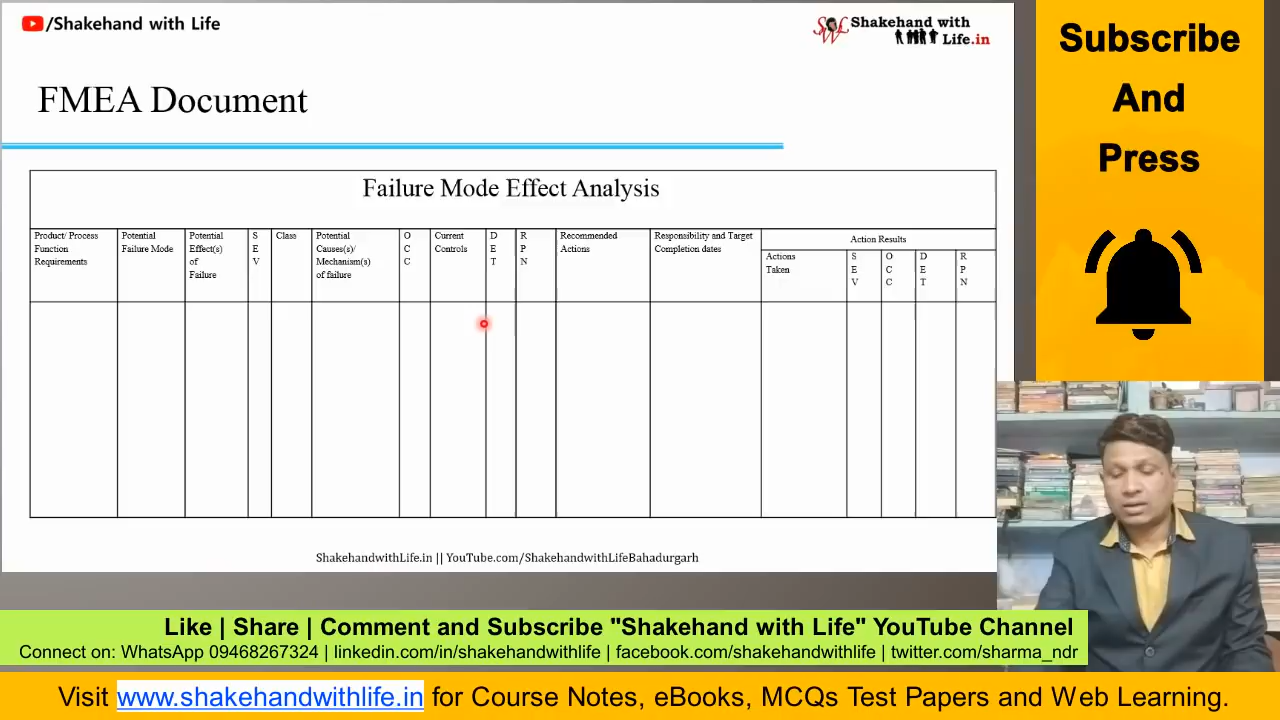 /Shakehand with Life
SWL Shakehand with
Life.in
FMEA Document
Failure Mode Effect Analysis
Product/ Process
Function
Requirements
Potential
Failure Mode
Potential
Effect(s)
of
Failure
S
E
V
Class
Potential
Causes(s)/
Mechanism(s)
of failure
O
C
C
Current
Controls
D
E
T
R
P
N
Recommended
Actions
Responsibility and Target
Completion dates
Action Results
Actions
Taken
S
E
V
O
C
C
D
E
T
R
P
N
ShakehandwithLife.in || YouTube.com/ShakehandwithLifeBahadurgarh
Subscribe
And
Press
Like | Share | Comment and Subscribe "Shakehand with Life" YouTube Channel
Connect on: WhatsApp 09468267324 | linkedin.com/in/shakehandwithlife | facebook.com/shakehandwithlife | twitter.com/sharma_ndr
Visit www.shakehandwithlife.in for Course Notes, eBooks, MCQs Test Papers and Web Learning.